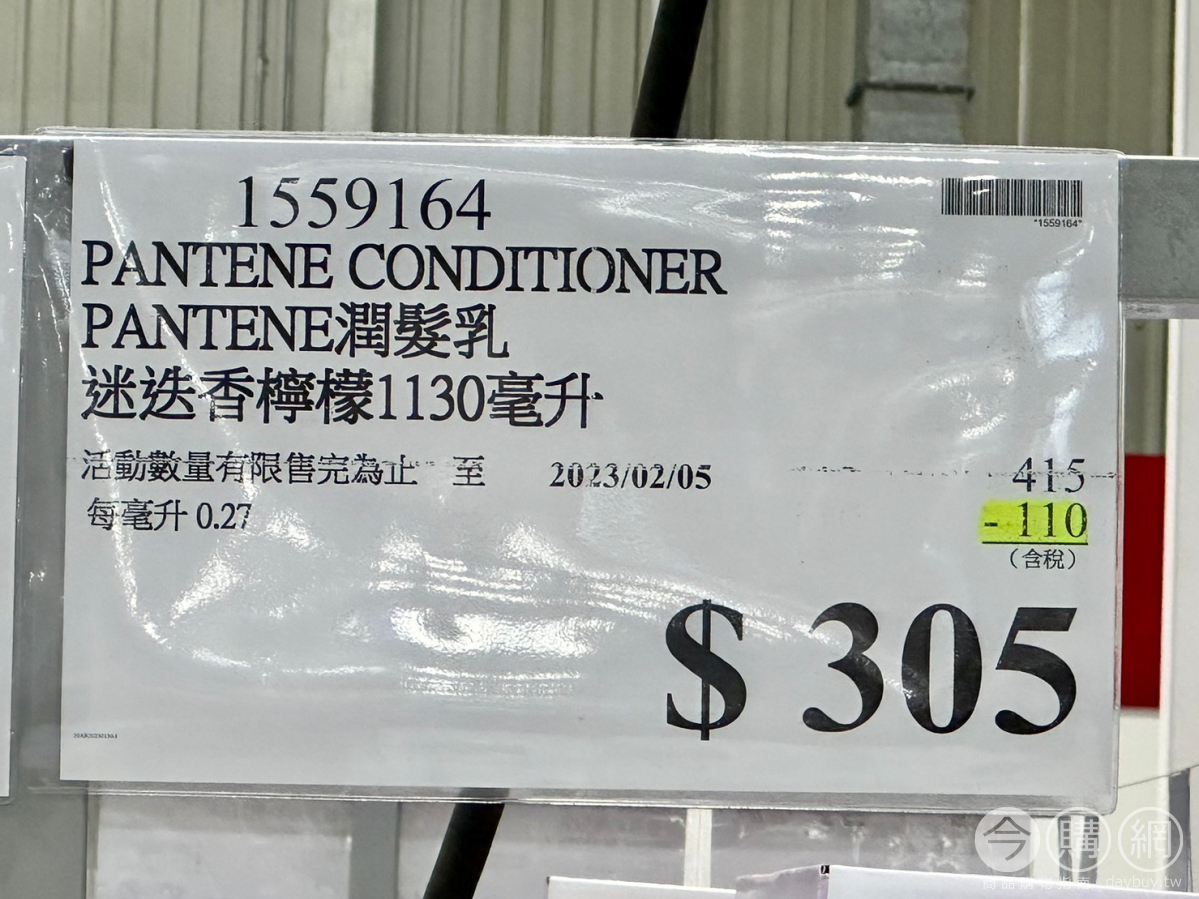 1559164
*1559164*
PANTENE CONDITIONER
PANTENE潤髮乳
迷迭香檸檬1130毫升
活動數量有限售完為止 至 2023/02/05 415
每毫升 0.27 - 110
(含稅)
$ 305
今購網
daybuy.tw